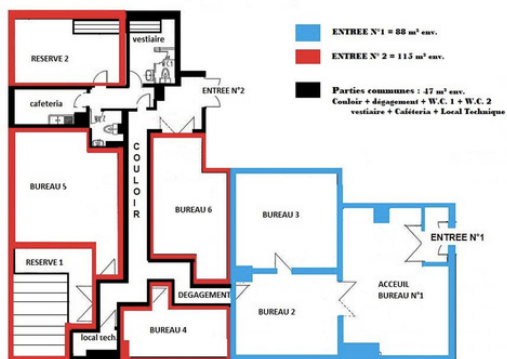 ENTREE N°1 = 88 m² env.
ENTREE N° 2 = 115 m² env.
Parties communes : 47 m² env.
Couloir + dégagement + W.C. 1 + W.C. 2
vestiaire + Caféteria + Local Technique
vestiaire
RESERVE 2
ENTREE N°2
cafeteria
COULOIR
BUREAU 5
BUREAU 6
BUREAU 3
ENTREE N°1
RESERVE 1
ACCEUIL
BUREAU N°1
DEGAGEMENT
BUREAU 2
BUREAU 4
local tech.